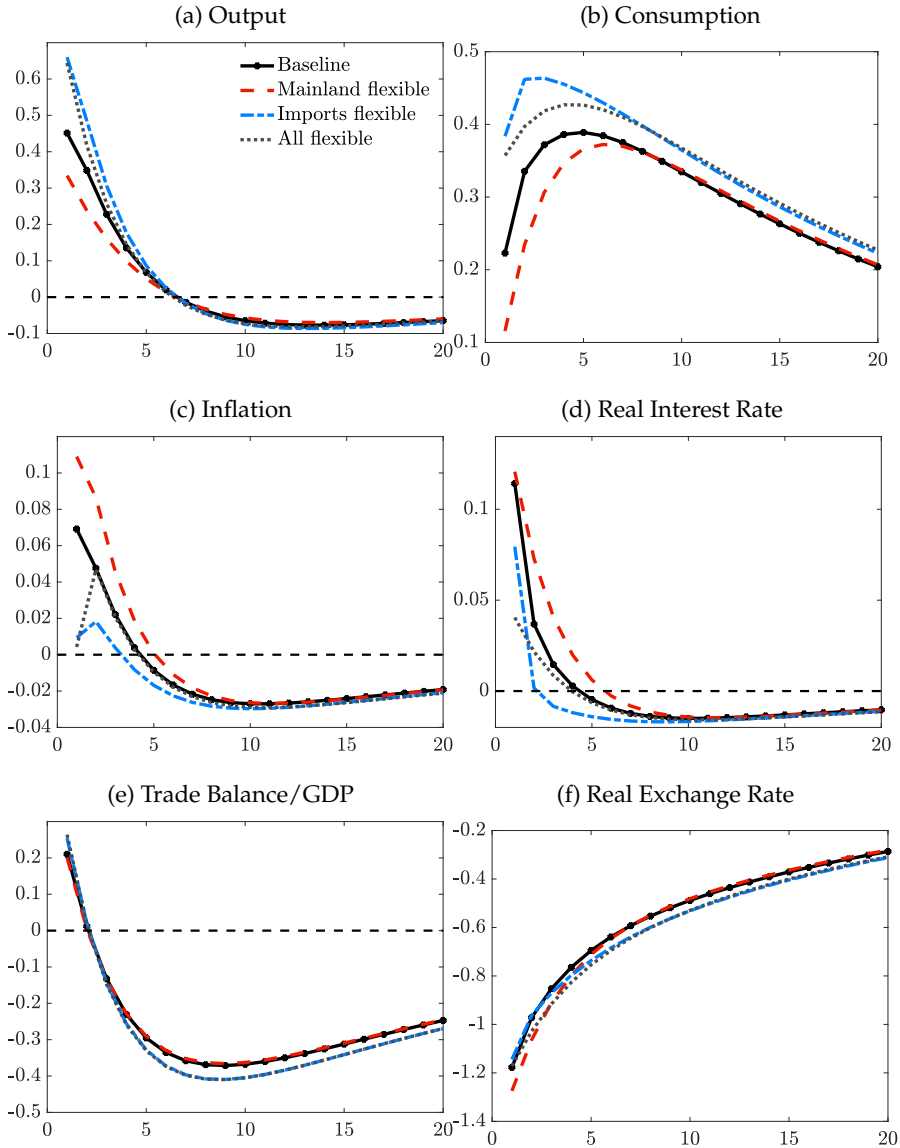 (a) Output
0.6
0.5
0.4
0.3
0.2
0.1
0
-0.1
0 5 10 15 20
Baseline
Mainland flexible
Imports flexible
All flexible
(b) Consumption
0.5
0.4
0.3
0.2
0.1
0 5 10 15 20
(c) Inflation
0.1
0.08
0.06
0.04
0.02
0
-0.02
-0.04
0 5 10 15 20
(d) Real Interest Rate
0.1
0.05
0
0 5 10 15 20
(e) Trade Balance/GDP
0.2
0.1
0
-0.1
-0.2
-0.3
-0.4
-0.5
0 5 10 15 20
(f) Real Exchange Rate
-0.2
-0.4
-0.6
-0.8
-1
-1.2
-1.4
0 5 10 15 20